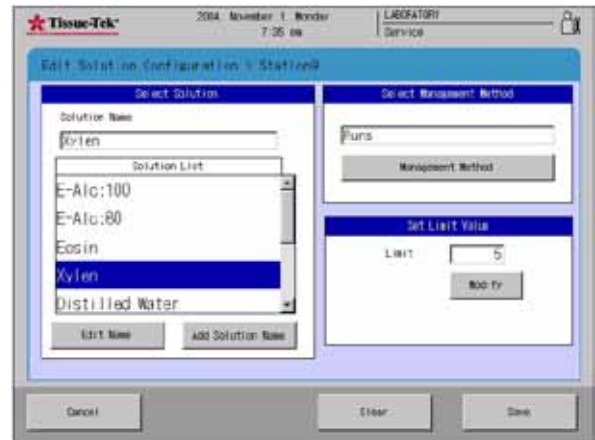 Tissue-Tek
2004. November 1 Monday
7:35 am
LABORATORY
Service
Edit Solution Configuration : Station9
Select Solution
Solution Name
Xylen
Solution List
E-Alc:100
E-Alc:80
Eosin
Xylen
Distilled Water
Edit Name
Add Solution Name
Select Management Method
Runs
Management Method
Set Limit Value
Limit
5
Modify
Cancel
Clear
Save